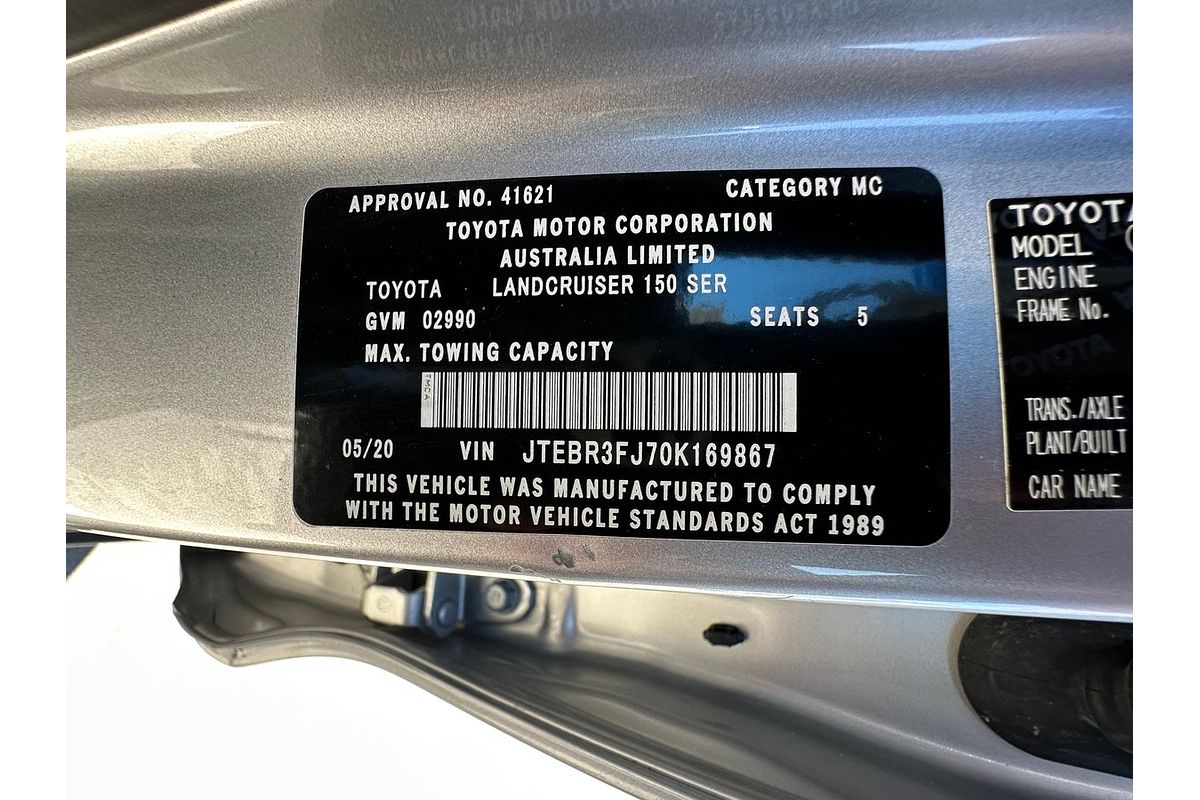 APPROVAL NO. 41621 CATEGORY MC
TOYOTA MOTOR CORPORATION
AUSTRALIA LIMITED
TOYOTA LANDCRUISER 150 SER
GVM 02990 SEATS 5
MAX. TOWING CAPACITY
TMCA
05/20 VIN JTEBR3FJ70K169867
THIS VEHICLE WAS MANUFACTURED TO COMPLY
WITH THE MOTOR VEHICLE STANDARDS ACT 1989
TOYOTA
MODEL
ENGINE
FRAME No.
TOYOTA
TRANS./AXLE
PLANT/BUILT
CAR NAME